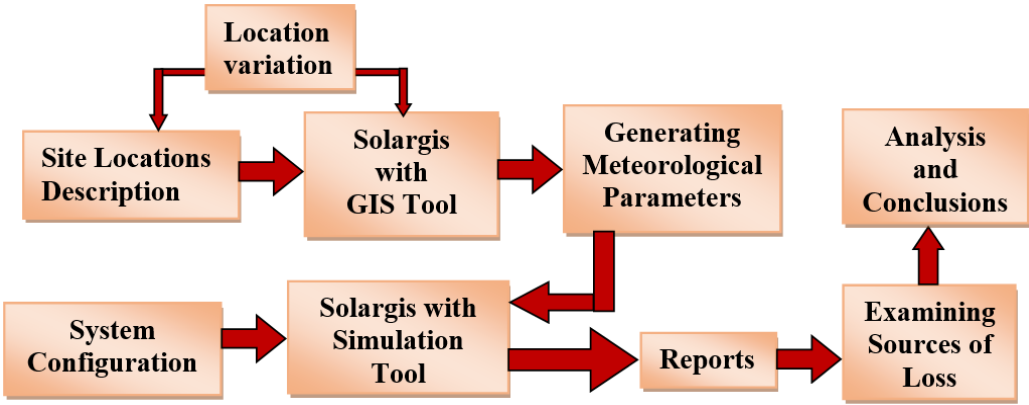 Location
variation
Site Locations
Description
Solargis
with
GIS Tool
Generating
Meteorological
Parameters
Analysis
and
Conclusions
System
Configuration
Solargis with
Simulation
Tool
Reports
Examining
Sources of
Loss